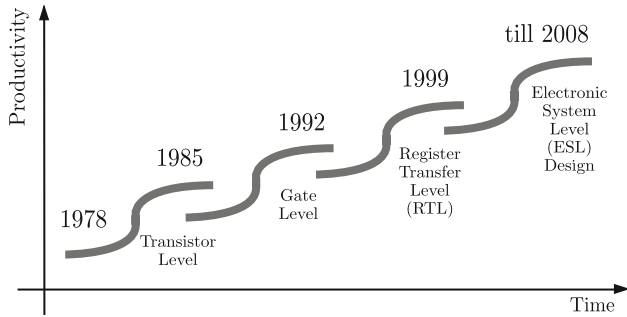 Productivity
till 2008
1999
1992
1985
1978
Electronic
System
Level
(ESL)
Design
Register
Transfer
Level
(RTL)
Gate
Level
Transistor
Level
Time